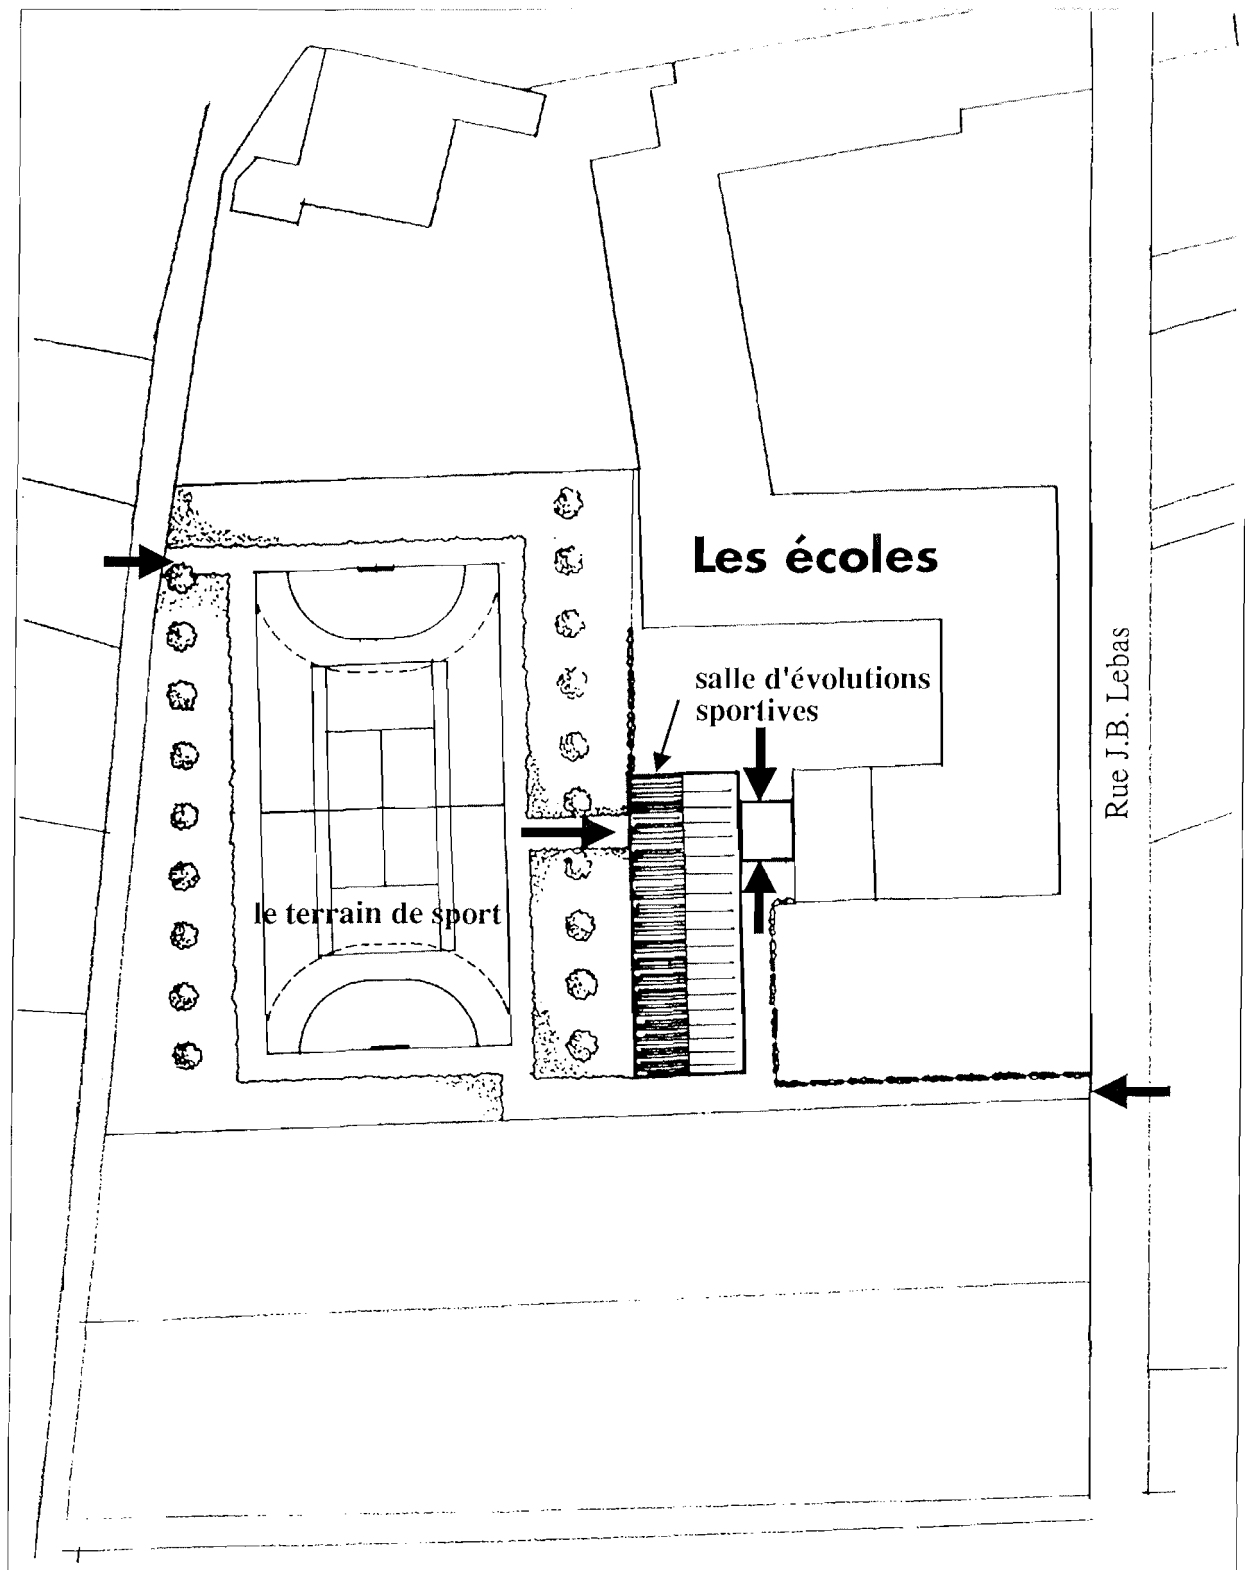 Les écoles
salle d'évolutions
sportives
Rue J.B. Lebas
le terrain de sport